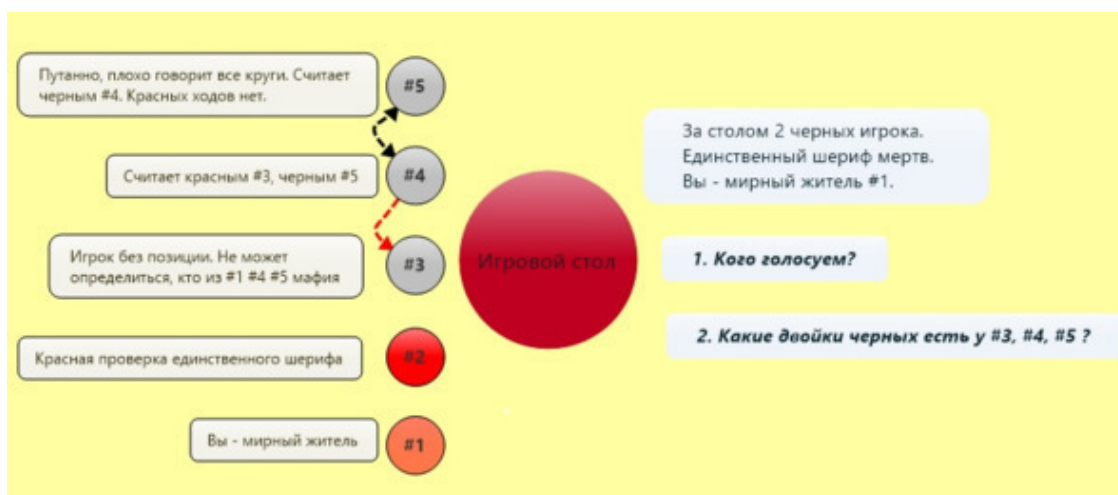 Путанно, плохо говорит все круги. Считает
черным #4. Красных ходов нет.
#5
Считает красным #3, черным #5
#4
Игрок без позиции. Не может
определиться, кто из #1 #4 #5 мафия
#3
Красная проверка единственного шерифа
#2
Вы - мирный житель
#1
Игровой стол
За столом 2 черных игрока.
Единственный шериф мертв.
Вы - мирный житель #1.
1. Кого голосуем?
2. Какие двойки черных есть у #3, #4, #5 ?